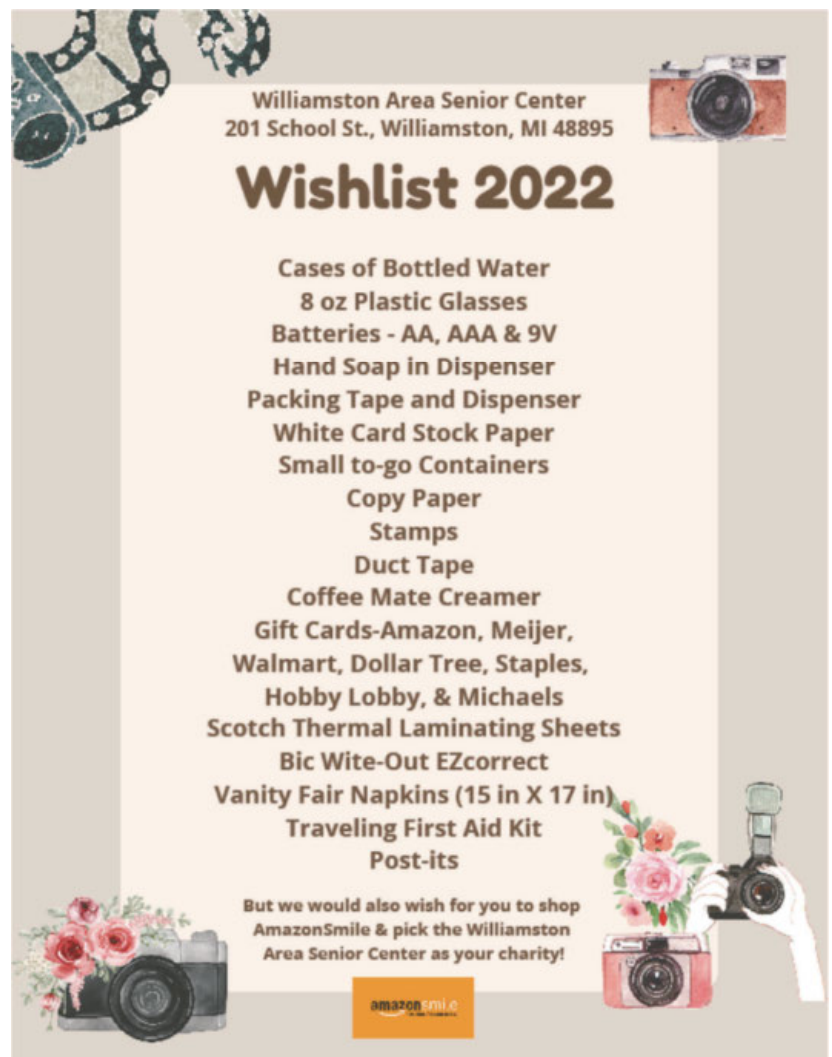 Williamston Area Senior Center
201 School St., Williamston, MI 48895
Wishlist 2022
Cases of Bottled Water
8 oz Plastic Glasses
Batteries - AA, AAA & 9V
Hand Soap in Dispenser
Packing Tape and Dispenser
White Card Stock Paper
Small to-go Containers
Copy Paper
Stamps
Duct Tape
Coffee Mate Creamer
Gift Cards-Amazon, Meijer,
Walmart, Dollar Tree, Staples,
Hobby Lobby, & Michaels
Scotch Thermal Laminating Sheets
Bic Wite-Out EZcorrect
Vanity Fair Napkins (15 in X 17 in)
Traveling First Aid Kit
Post-its
But we would also wish for you to shop
AmazonSmile & pick the Williamston
Area Senior Center as your charity!
amazonsmile